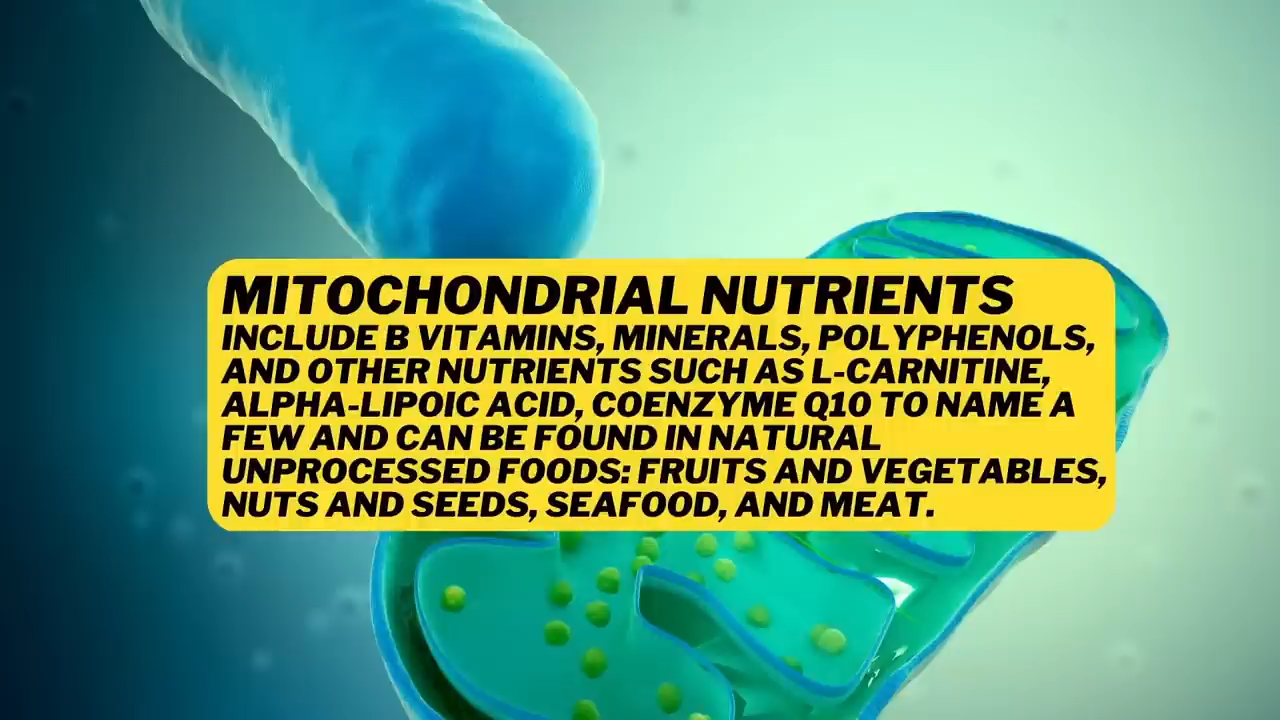 MITOCHONDRIAL NUTRIENTS
INCLUDE B VITAMINS, MINERALS, POLYPHENOLS,
AND OTHER NUTRIENTS SUCH AS L-CARNITINE,
ALPHA-LIPOIC ACID, COENZYME Q10 TO NAME A
FEW AND CAN BE FOUND IN NATURAL
UNPROCESSED FOODS: FRUITS AND VEGETABLES,
NUTS AND SEEDS, SEAFOOD, AND MEAT.